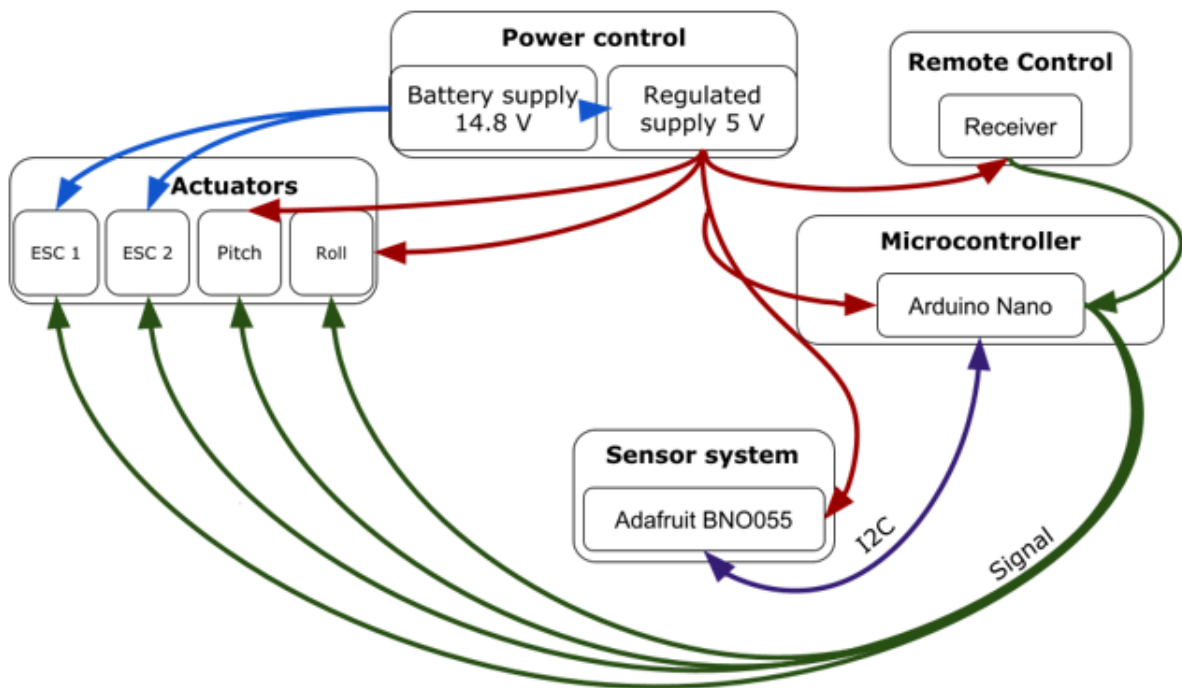 Power control
Battery supply
14.8 V
Regulated
supply 5 V
Remote Control
Receiver
Actuators
ESC 1
ESC 2
Pitch
Roll
Microcontroller
Arduino Nano
Sensor system
Adafruit BNO055
I2C
Signal